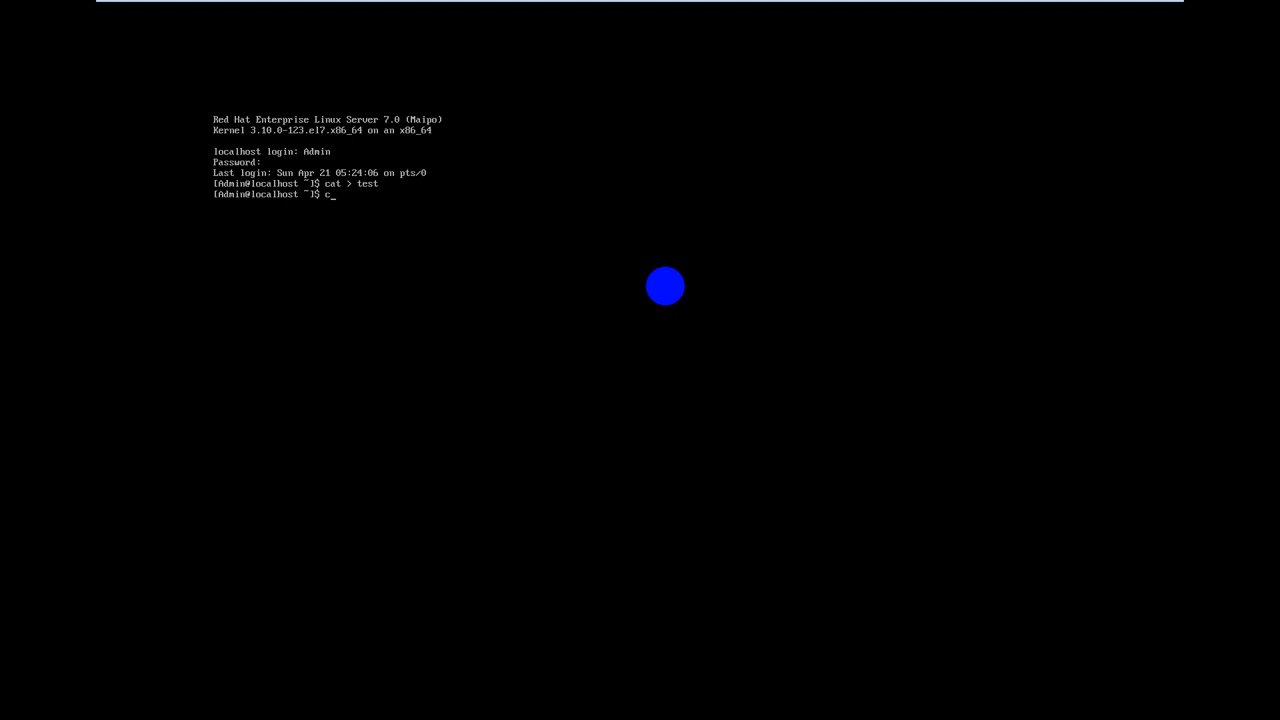 Red Hat Enterprise Linux Server 7.0 (Maipo)
Kernel 3.10.0-123.el7.x86_64 on an x86_64
localhost login: Admin
Password:
Last login: Sun Apr 21 05:24:06 on pts/0
[Admin@localhost ~]$ cat > test
[Admin@localhost ~]$ c_